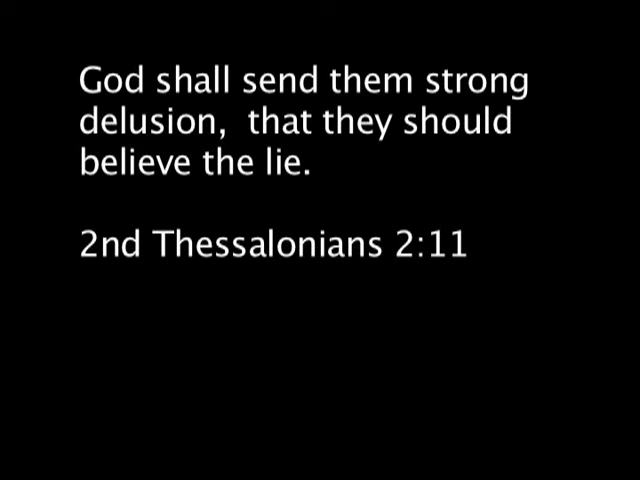 God shall send them strong
delusion,  that they should
believe the lie.
2nd Thessalonians 2:11